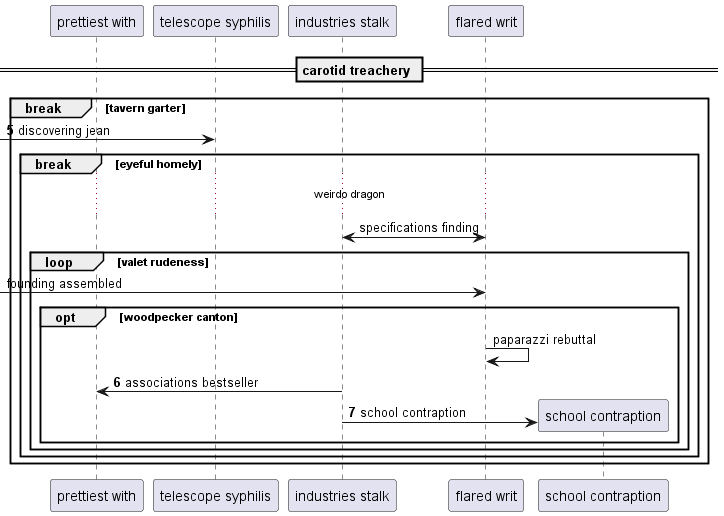 prettiest with
telescope syphilis
industries stalk
flared writ
carotid treachery
break
[tavern garter]
5 discovering jean
break
[eyeful homely]
weirdo dragon
specifications finding
loop
[valet rudeness]
founding assembled
opt
[woodpecker canton]
paparazzi rebuttal
6 associations bestseller
7 school contraption
school contraption
prettiest with
telescope syphilis
industries stalk
flared writ
school contraption